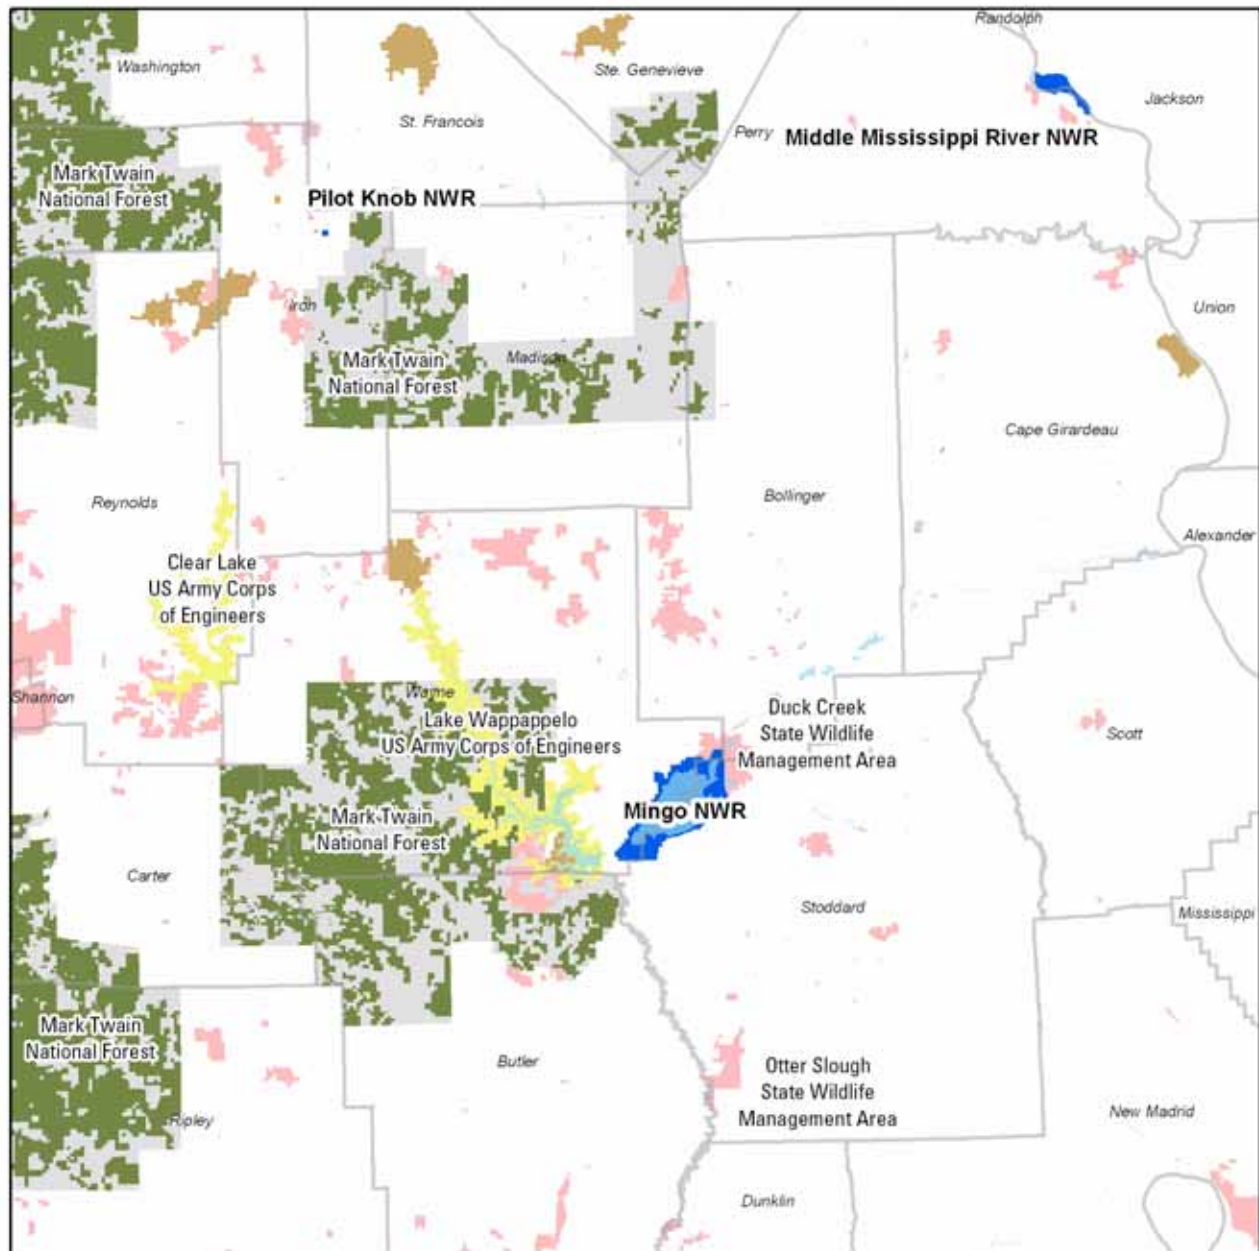 Randolph
Washington
Ste. Genevieve
Jackson
St. Francois
Perry
Middle Mississippi River NWR
Mark Twain
National Forest
Pilot Knob NWR
Iron
Union
Mark Twain
National Forest
Madison
Cape Girardeau
Reynolds
Bollinger
Alexander
Clear Lake
US Army Corps
of Engineers
Shannon
Wayne
Lake Wappappelo
US Army Corps of Engineers
Duck Creek
State Wildlife
Management Area
Scott
Mingo NWR
Mark Twain
National Forest
Carter
Stoddard
Mississippi
Mark Twain
National Forest
Butler
Otter Slough
State Wildlife
Management Area
Ripley
New Madrid
Dunklin